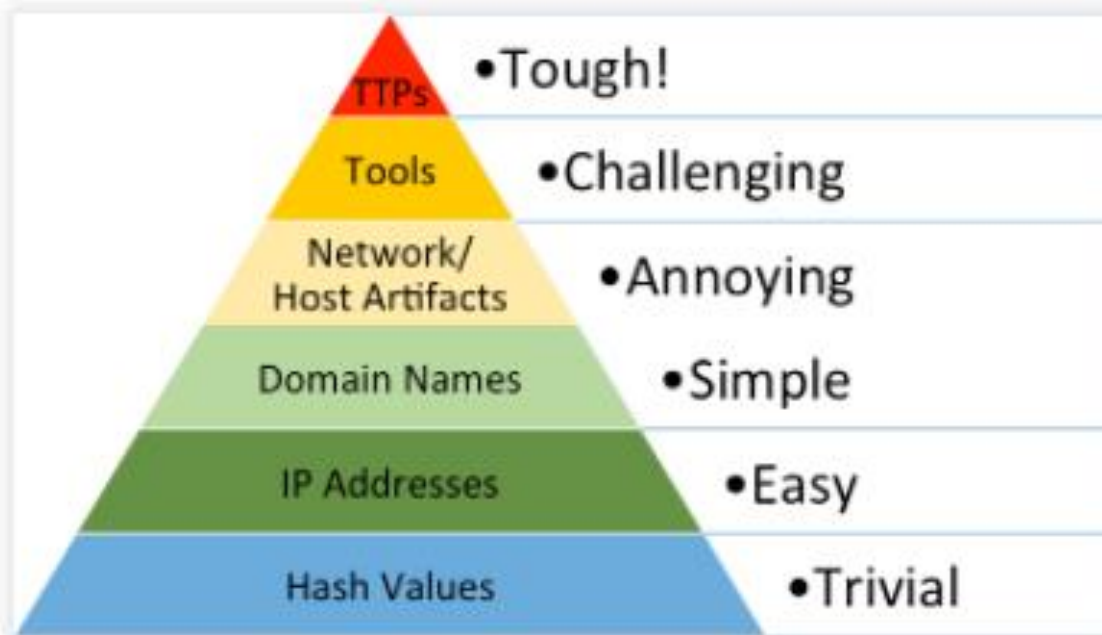 TTPs
•Tough!
Tools
•Challenging
Network/
Host Artifacts
•Annoying
Domain Names
•Simple
IP Addresses
•Easy
Hash Values
•Trivial